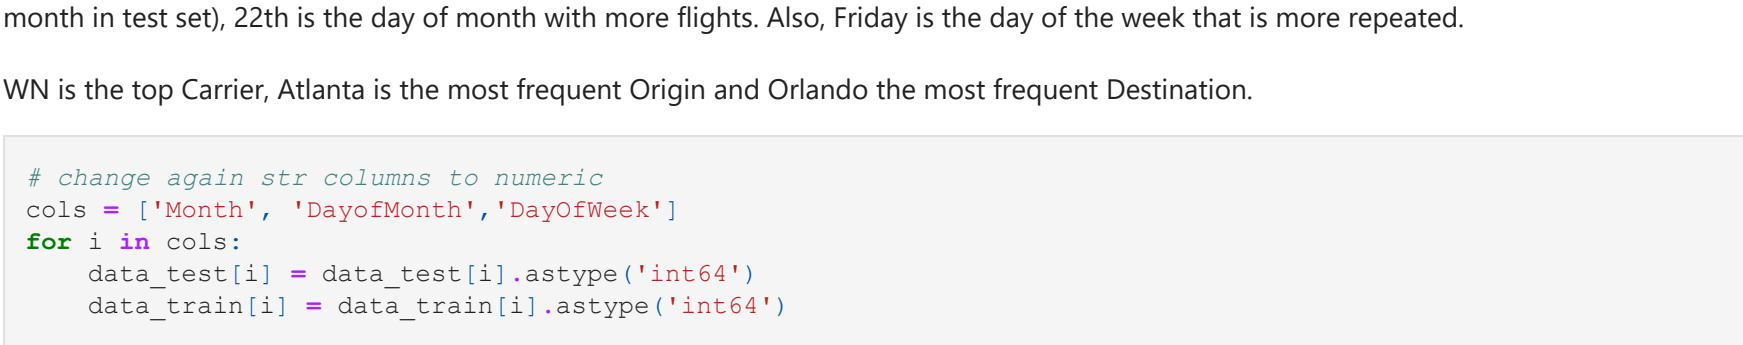 month in test set), 22th is the day of month with more flights. Also, Friday is the day of the week that is more repeated.
WN is the top Carrier, Atlanta is the most frequent Origin and Orlando the most frequent Destination.
# change again str columns to numeric
cols = ['Month', 'DayofMonth','DayOfWeek']
for i in cols:
    data_test[i] = data_test[i].astype('int64')
    data_train[i] = data_train[i].astype('int64')